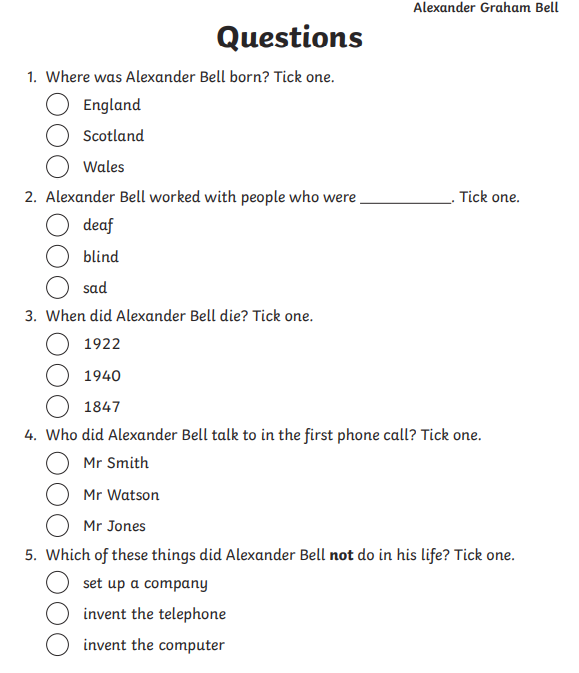 Alexander Graham Bell
Questions
1. Where was Alexander Bell born? Tick one.
England
Scotland
Wales
2. Alexander Bell worked with people who were ___________. Tick one.
deaf
blind
sad
3. When did Alexander Bell die? Tick one.
1922
1940
1847
4. Who did Alexander Bell talk to in the first phone call? Tick one.
Mr Smith
Mr Watson
Mr Jones
5. Which of these things did Alexander Bell not do in his life? Tick one.
set up a company
invent the telephone
invent the computer